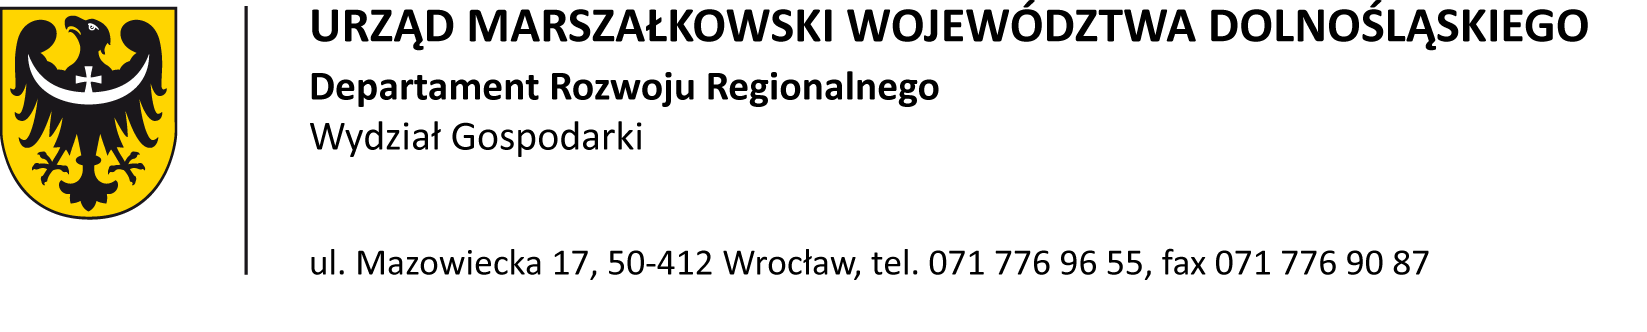 URZĄD MARSZAŁKOWSKI WOJEWÓDZTWA DOLNOŚLĄSKIEGO
Departament Rozwoju Regionalnego
Wydział Gospodarki
ul. Mazowiecka 17, 50-412 Wrocław, tel. 071 776 96 55, fax 071 776 90 87